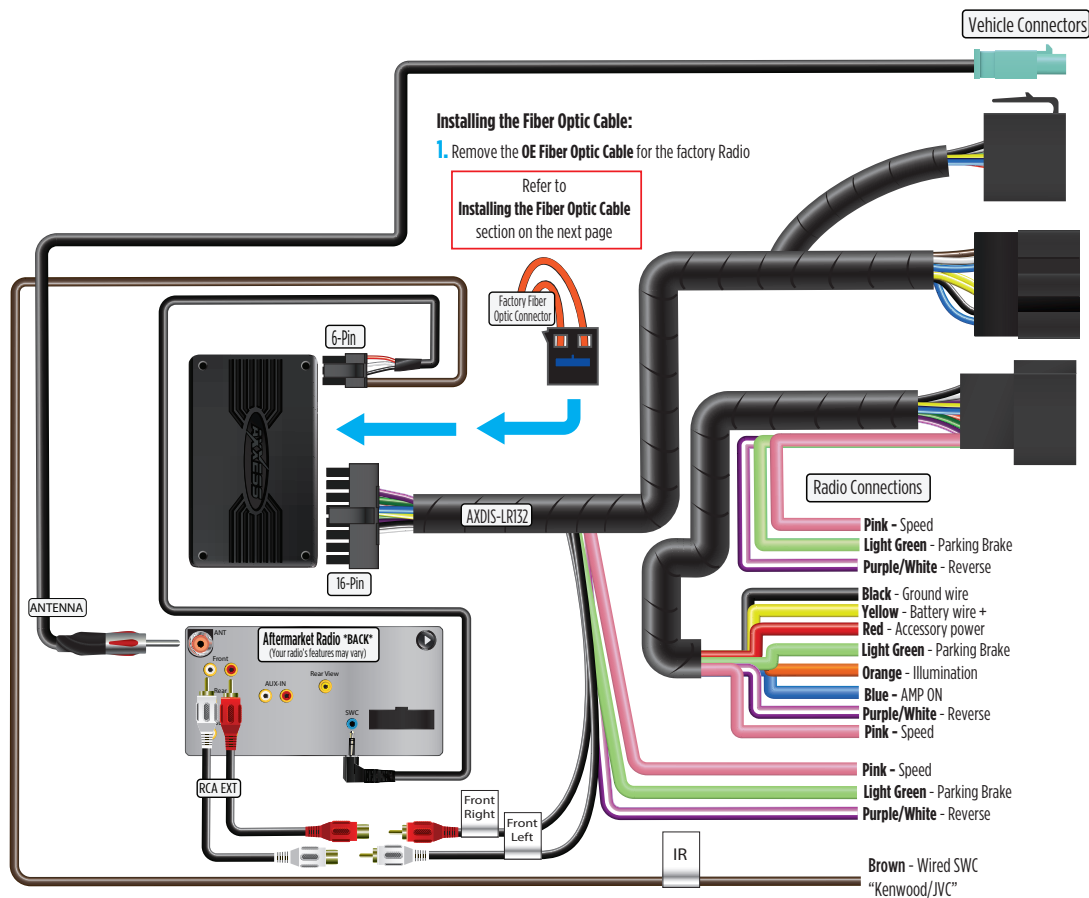 Vehicle Connectors
Installing the Fiber Optic Cable:
1. Remove the OE Fiber Optic Cable for the factory Radio
Refer to
Installing the Fiber Optic Cable
section on the next page
Factory Fiber
Optic Connector
6-Pin
AXXESS
16-Pin
AXDIS-LR132
Radio Connections
Pink - Speed
Light Green - Parking Brake
Purple/White - Reverse
Black - Ground wire
Yellow - Battery wire +
Red - Accessory power
Light Green - Parking Brake
Orange - Illumination
Blue - AMP ON
Purple/White - Reverse
Pink - Speed
Pink - Speed
Light Green - Parking Brake
Purple/White - Reverse
ANTENNA
ANT
Aftermarket Radio *BACK*
(Your radio's features may vary)
Front
Rear
AUX-IN
Rear View
SWC
RCA EXT
Front
Right
Front
Left
IR
Brown - Wired SWC
“Kenwood/JVC”